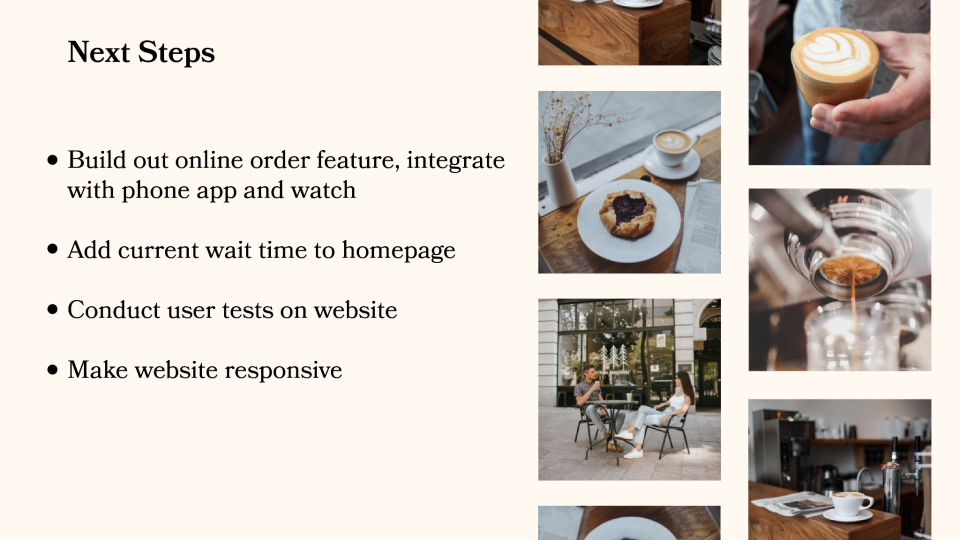 Next Steps
● Build out online order feature, integrate
with phone app and watch
● Add current wait time to homepage
● Conduct user tests on website
● Make website responsive